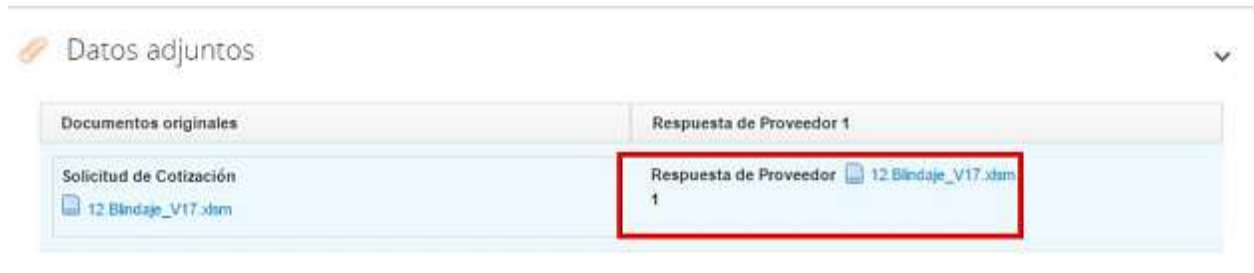 Datos adjuntos
Documentos originales
Respuesta de Proveedor 1
Solicitud de Cotización
12 Blindaje_V17.xlsm
Respuesta de Proveedor 12 Blindaje_V17.xlsm
1